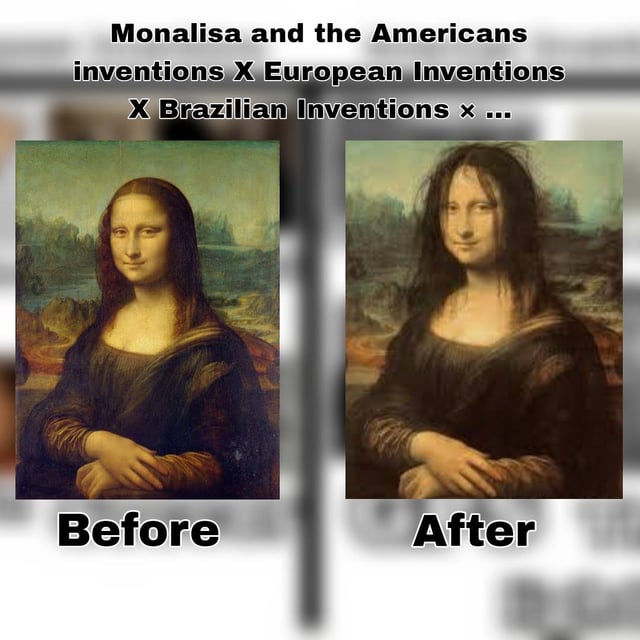 Monalisa and the Americans
inventions X European Inventions
X Brazilian Inventions × ...
Before
After